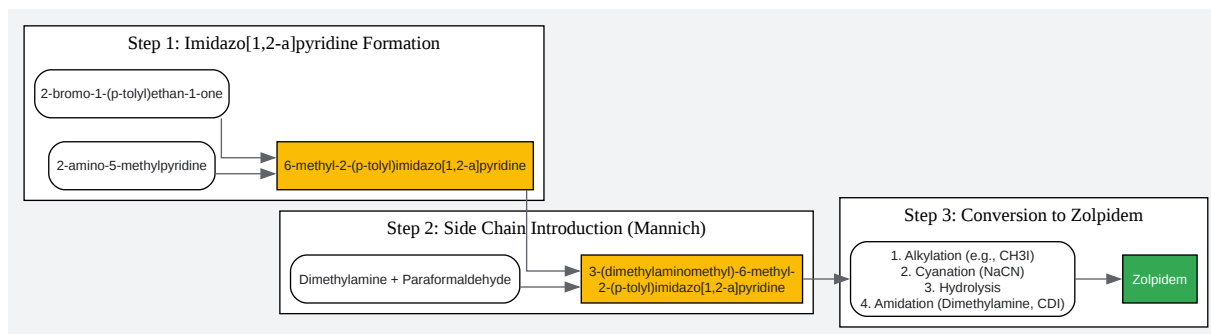 Step 1: Imidazo[1,2-a]pyridine Formation
2-bromo-1-(p-tolyl)ethan-1-one
2-amino-5-methylpyridine
6-methyl-2-(p-tolyl)imidazo[1,2-a]pyridine
Step 2: Side Chain Introduction (Mannich)
Dimethylamine + Paraformaldehyde
3-(dimethylaminomethyl)-6-methyl-
2-(p-tolyl)imidazo[1,2-a]pyridine
Step 3: Conversion to Zolpidem
1. Alkylation (e.g., CH3I)
2. Cyanation (NaCN)
3. Hydrolysis
4. Amidation (Dimethylamine, CDI)
Zolpidem